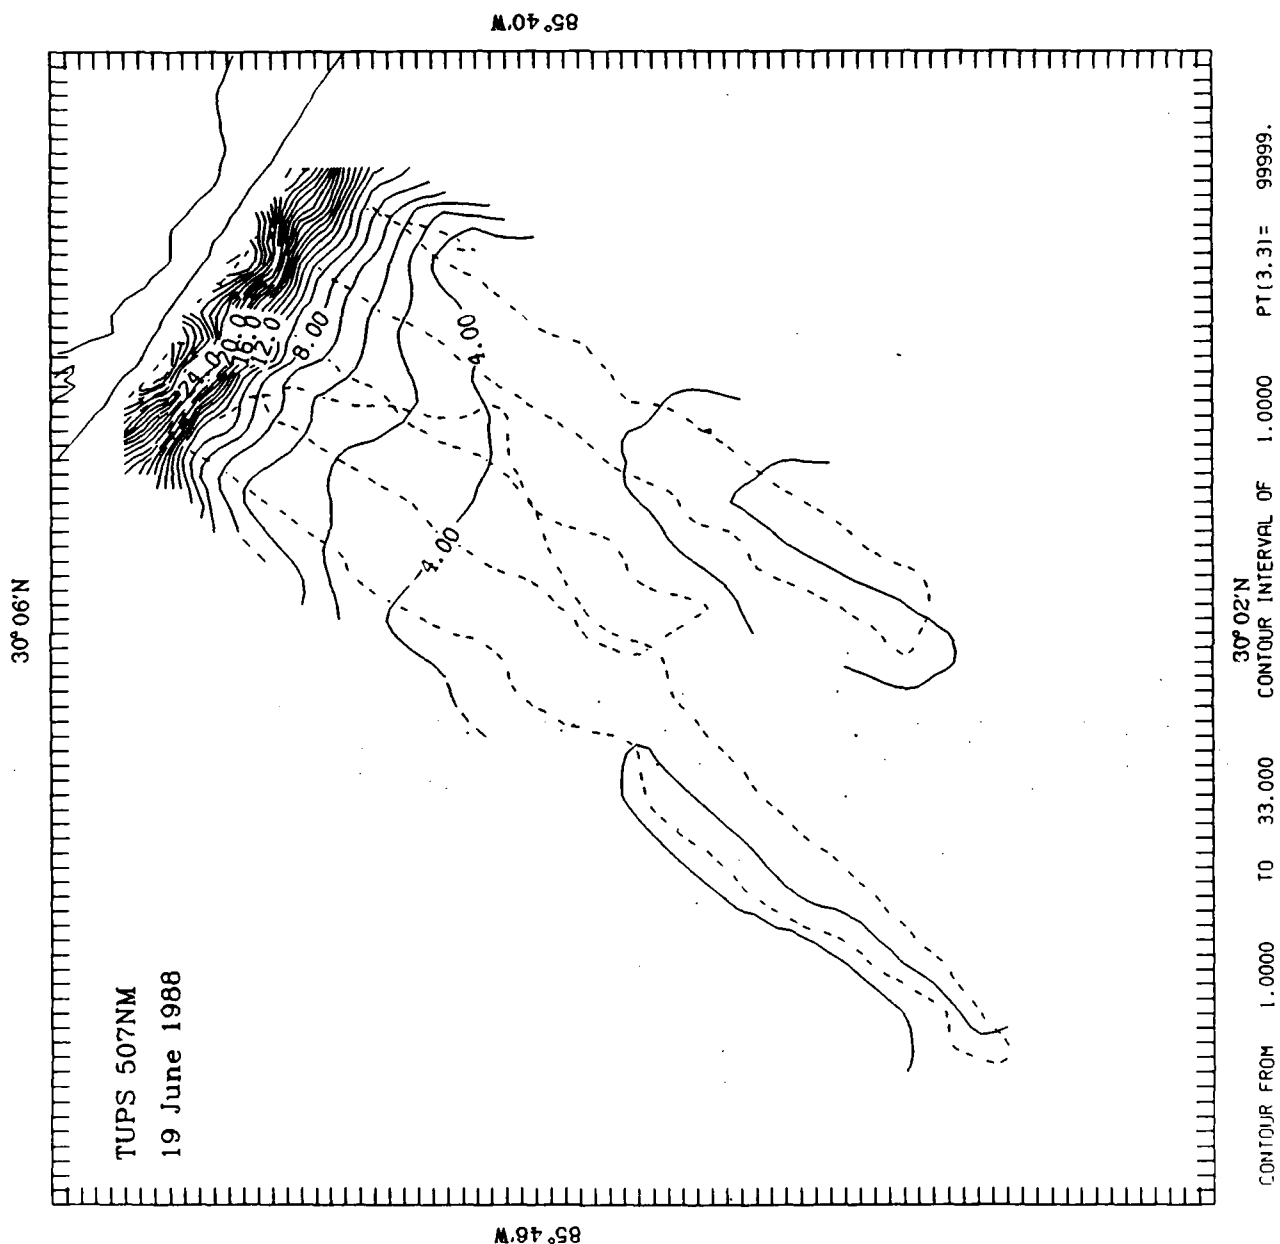 TUPS 507NM
19 June 1988
30° 06'N
85° 40'W
85° 46'W
30° 02'N
24.0
20.0
16.0
12.0
8.00
4.00
4.00
CONTOUR FROM 1.0000 TO 33.000 CONTOUR INTERVAL OF 1.0000 PT(3.3)= 99999.